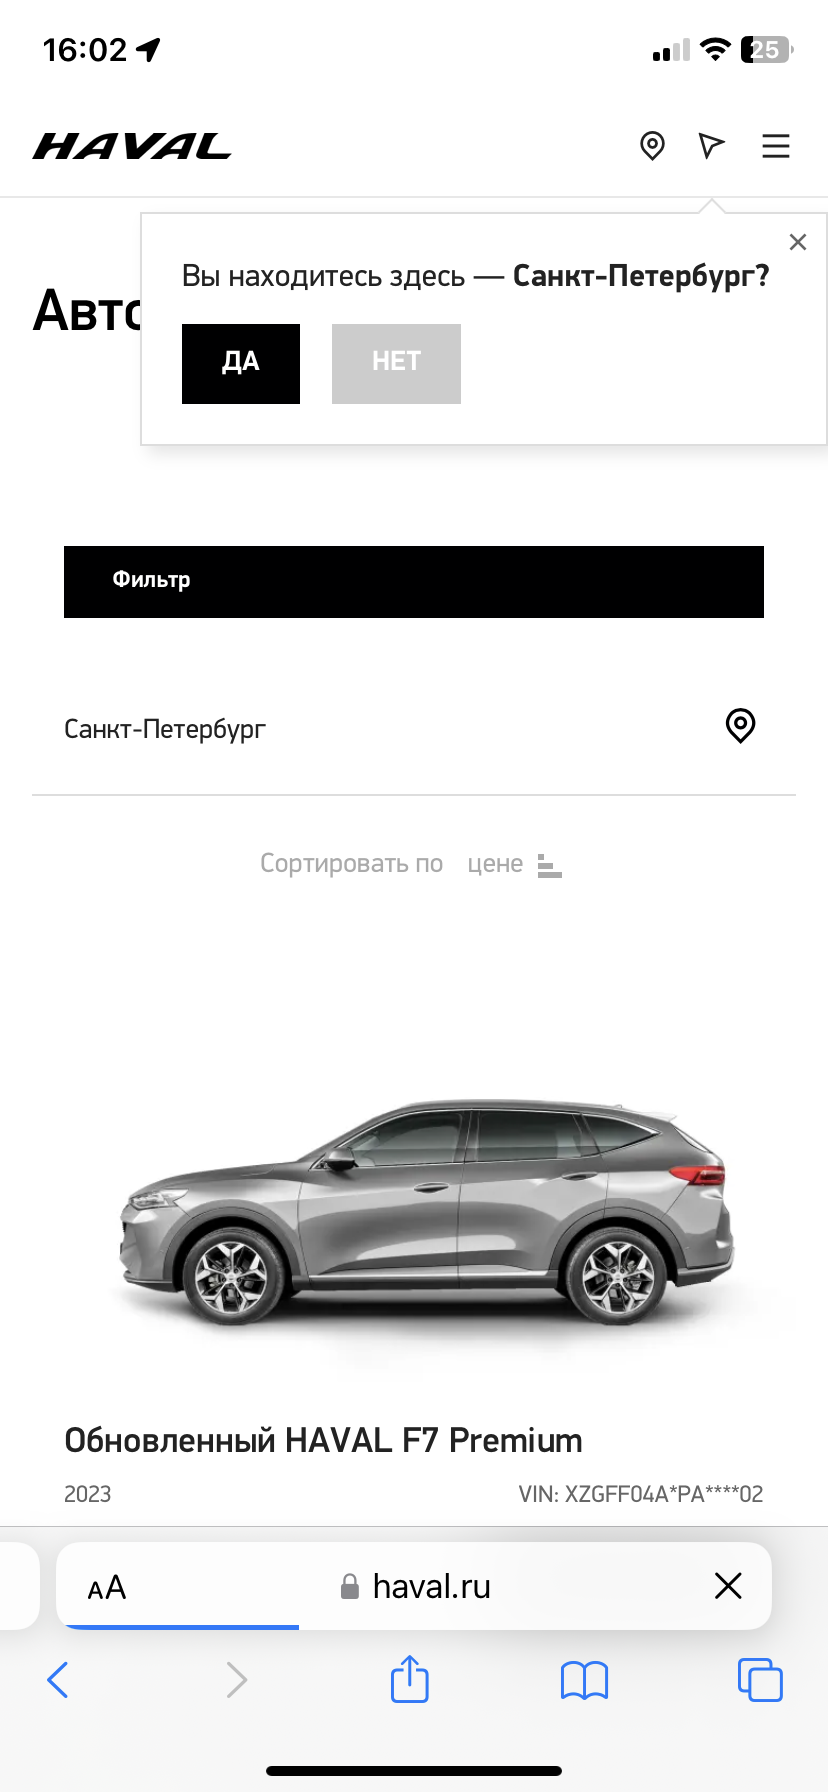 16:02
25
HAVAL
Вы находитесь здесь — Санкт-Петербург?
ДА
НЕТ
Фильтр
Санкт-Петербург
Сортировать по цене
Обновленный HAVAL F7 Premium
2023
VIN: XZGFF04A*PA****02
AA
haval.ru